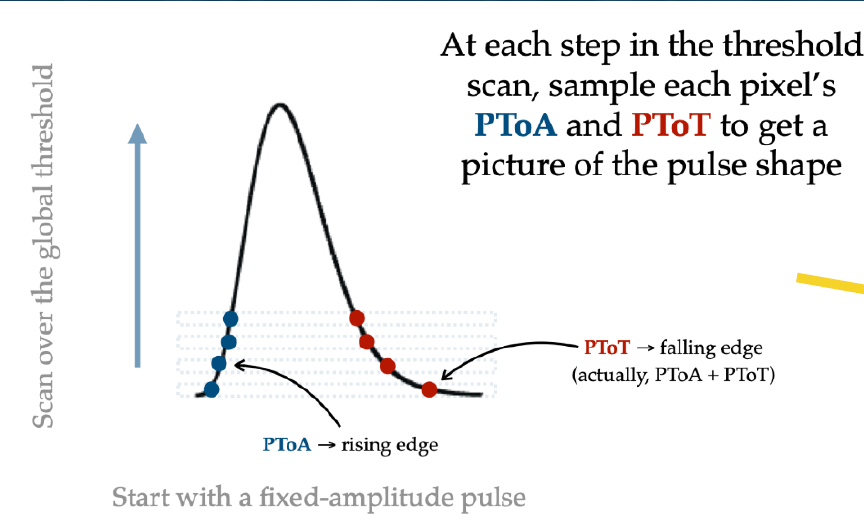 At each step in the threshold
scan, sample each pixel's
PToA and PToT to get a
picture of the pulse shape
Scan over the global threshold
PToT → falling edge
(actually, PToA + PToT)
PToA → rising edge
Start with a fixed-amplitude pulse